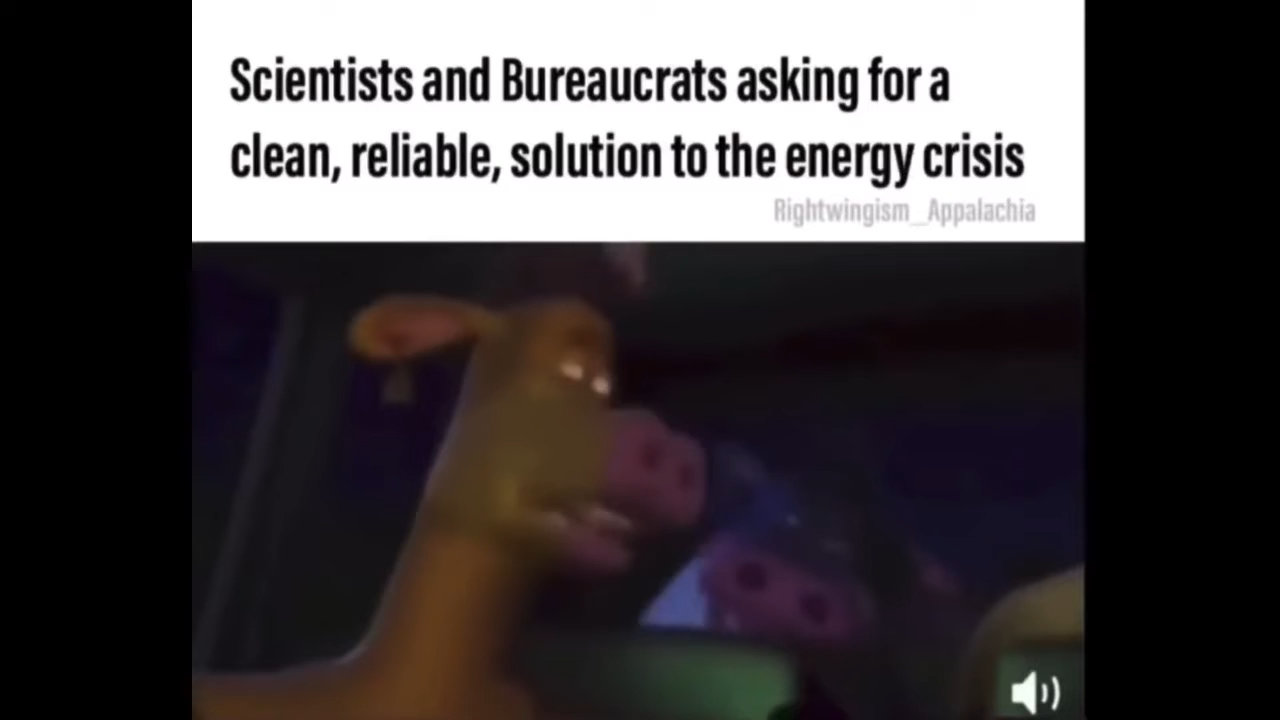 Scientists and Bureaucrats asking for a
clean, reliable, solution to the energy crisis
Rightwingism_Appalachia